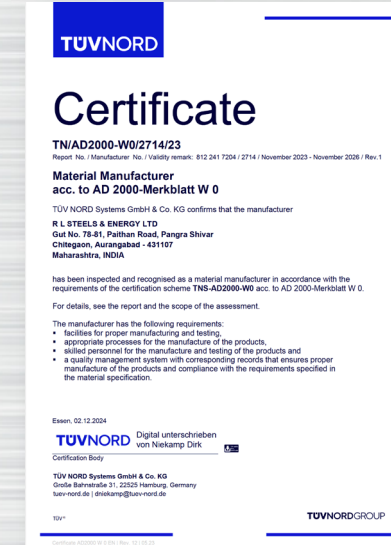 TÜVNORD
Certificate
TN/AD2000-W0/2714/23
Report No. / Manufacturer No. / Validity remark: 812 241 7204 / 2714 / November 2023 - November 2026 / Rev.1
Material Manufacturer
acc. to AD 2000-Merkblatt W 0
TÜV NORD Systems GmbH & Co. KG confirms that the manufacturer
R L STEELS & ENERGY LTD
Gut No. 78-81, Paithan Road, Pangra Shivar
Chitegaon, Aurangabad - 431107
Maharashtra, INDIA
has been inspected and recognised as a material manufacturer in accordance with the
requirements of the certification scheme TNS-AD2000-W0 acc. to AD 2000-Merkblatt W 0.
For details, see the report and the scope of the assessment.
The manufacturer has the following requirements:
▪ facilities for proper manufacturing and testing,
▪ appropriate processes for the manufacture of the products,
▪ skilled personnel for the manufacture and testing of the products and
▪ a quality management system with corresponding records that ensures proper
manufacture of the products and compliance with the requirements specified in
the material specification.
Essen, 02.12.2024
TÜVNORD
Digital unterschrieben
von Niekamp Dirk
Certification Body
TÜV NORD Systems GmbH & Co. KG
Große Bahnstraße 31, 22525 Hamburg, Germany
tuev-nord.de | dniekamp@tuev-nord.de
TÜV®
TÜVNORDGROUP